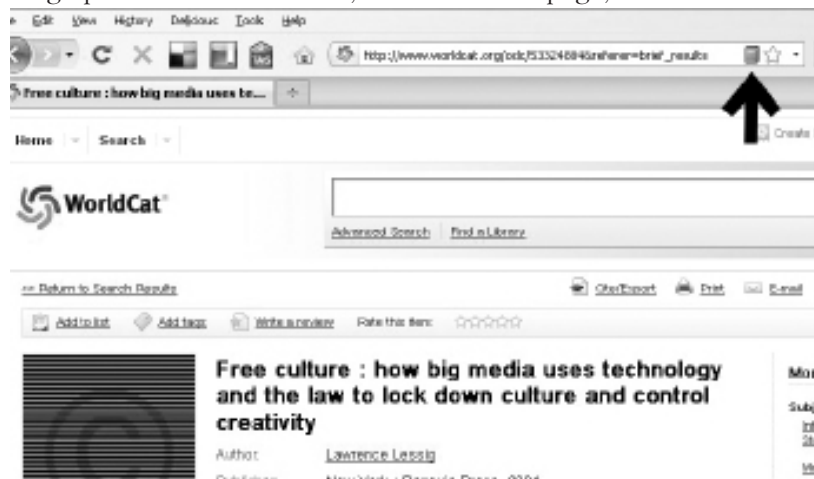 Edit View History Delicious Tools Help
http://www.worldcat.org/oclc/53324884&referer=brief_results
Free culture : how big media uses te...
Home Search
Create
WorldCat
Advanced Search Find a Library
<< Return to Search Results Cite/Export Print E-mail
Add to list Add tags Write a review Rate this item:
Free culture : how big media uses technology
and the law to lock down culture and control
creativity
Author: Lawrence Lessig
Subj